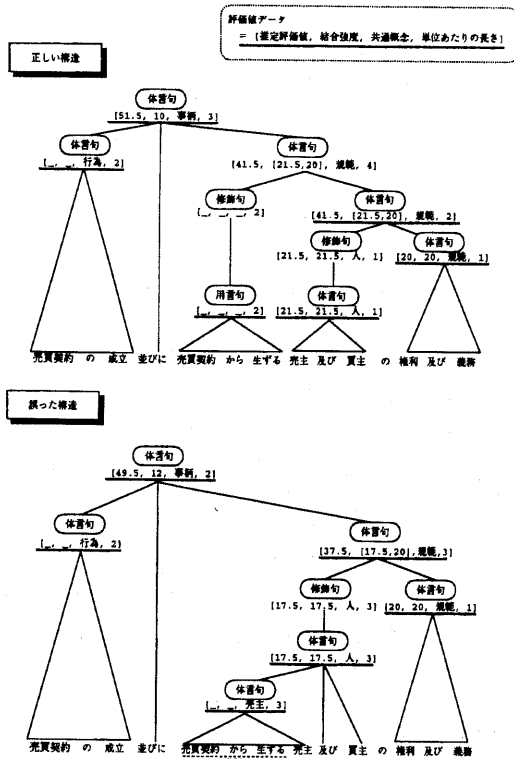 評価値データ
= [推定評価値, 結合強度, 共通概念, 単位あたりの長さ]
正しい構造
体言句
[51.5, 10, 事柄, 3]
体言句
[_, _, 行為, 2]
体言句
[41.5, [21.5,20], 規範, 4]
修飾句
[_, _, _, 2]
体言句
[41.5, [21.5,20], 規範, 2]
修飾句
[21.5, 21.5, 人, 1]
体言句
[20, 20, 規範, 1]
用言句
[_, _, _, 2]
体言句
[21.5, 21.5, 人, 1]
売買契約 の 成立 並びに 売買契約 から 生ずる 売主 及び 買主 の 権利 及び 義務
誤った構造
体言句
[49.5, 12, 事柄, 2]
体言句
[_, _, 行為, 2]
体言句
[37.5, [17.5,20],規範,3]
修飾句
[17.5, 17.5, 人, 3]
体言句
[20, 20, 規範, 1]
体言句
[17.5, 17.5, 人, 3]
体言句
[_, _, 売主, 3]
売買契約 の 成立 並びに 売買契約 から 生ずる 売主 及び 買主 の 権利 及び 義務